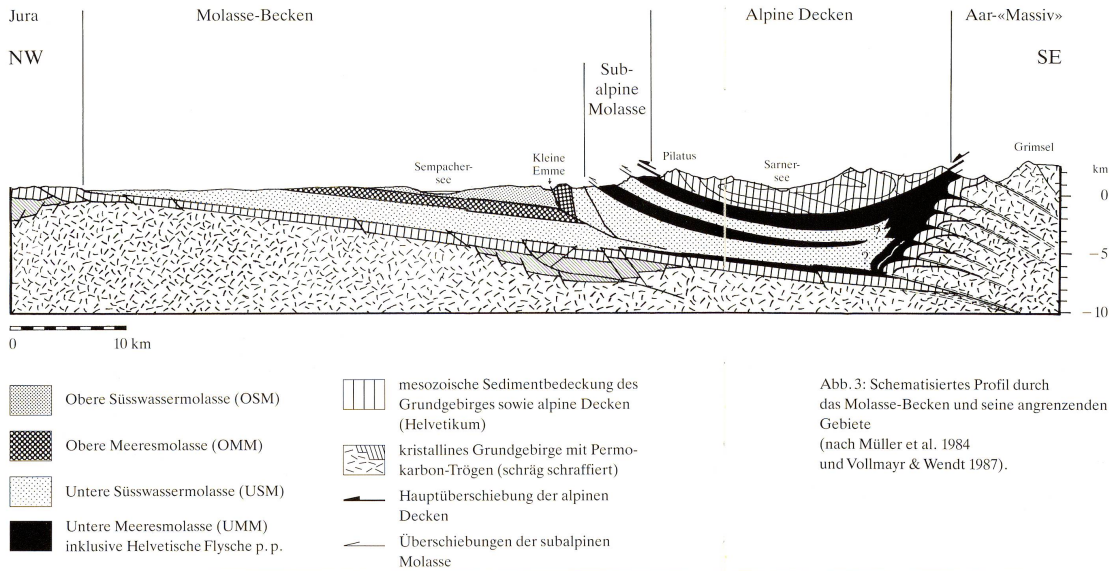 Jura
Molasse-Becken
Alpine Decken
Aar-«Massiv»
NW
SE
Sub-
alpine
Molasse
Sempacher-
see
Kleine
Emme
Pilatus
Sarner-
see
Grimsel
km
0
−5
−10
?
?
0 10 km
Obere Süsswassermolasse (OSM)
Obere Meeresmolasse (OMM)
Untere Süsswassermolasse (USM)
Untere Meeresmolasse (UMM)
inklusive Helvetische Flysche p. p.
mesozoische Sedimentbedeckung des
Grundgebirges sowie alpine Decken
(Helvetikum)
kristallines Grundgebirge mit Permo-
karbon-Trögen (schräg schraffiert)
Hauptüberschiebung der alpinen
Decken
Überschiebungen der subalpinen
Molasse
Abb. 3: Schematisiertes Profil durch
das Molasse-Becken und seine angrenzenden
Gebiete
(nach Müller et al. 1984
und Vollmayr & Wendt 1987).